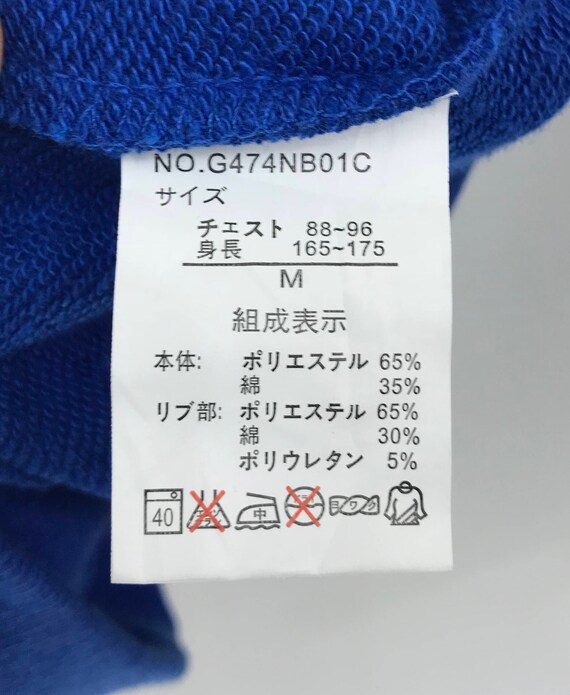 NO.G474NB01C
サイズ
チェスト 88~96
身長 165~175
M
組成表示
本体: ポリエステル 65%
綿 35%
リブ部: ポリエステル 65%
綿 30%
ポリウレタン 5%
40 中